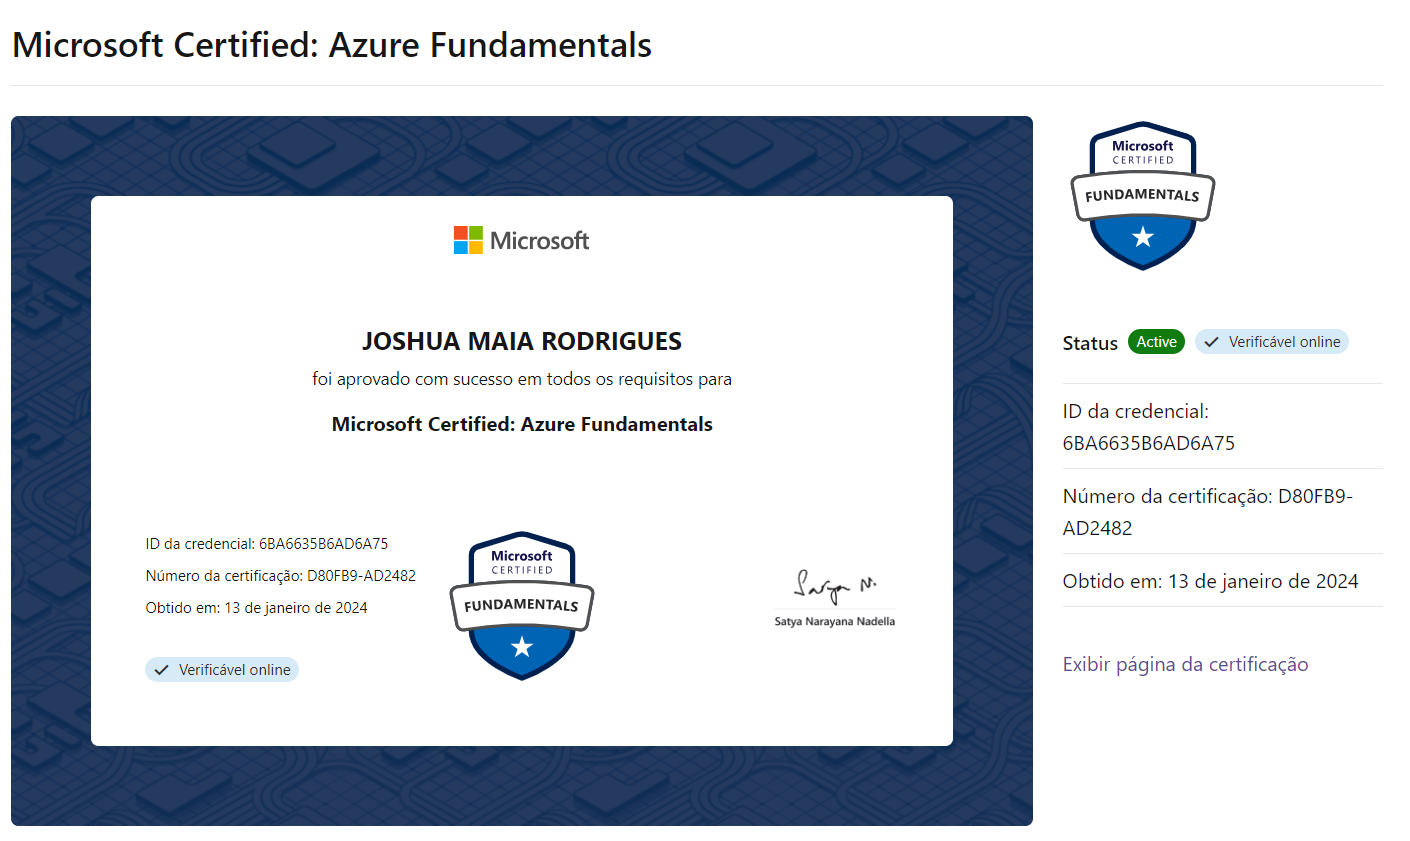 Microsoft Certified: Azure Fundamentals
Microsoft
JOSHUA MAIA RODRIGUES
foi aprovado com sucesso em todos os requisitos para
Microsoft Certified: Azure Fundamentals
ID da credencial: 6BA6635B6AD6A75
Número da certificação: D80FB9-AD2482
Obtido em: 13 de janeiro de 2024
Verificável online
Microsoft
CERTIFIED
FUNDAMENTALS
Satya N.
Satya Narayana Nadella
Microsoft
CERTIFIED
FUNDAMENTALS
Status Active Verificável online
ID da credencial:
6BA6635B6AD6A75
Número da certificação: D80FB9-
AD2482
Obtido em: 13 de janeiro de 2024
Exibir página da certificação